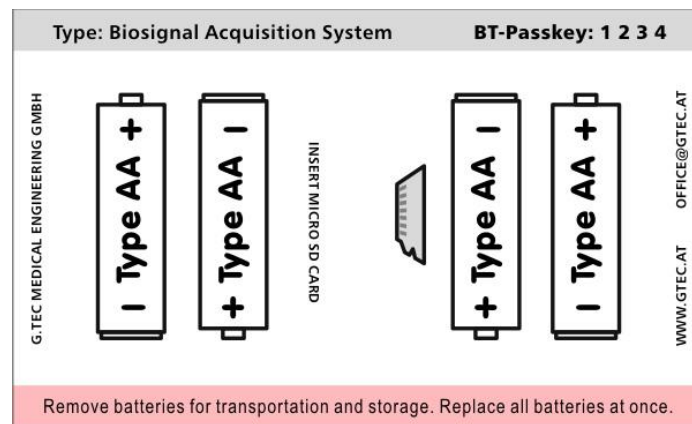 Type: Biosignal Acquisition System
BT-Passkey: 1 2 3 4
G.TEC MEDICAL ENGINEERING GMBH
− Type AA +
+ Type AA −
INSERT MICRO SD CARD
+ Type AA −
− Type AA +
WWW.GTEC.AT OFFICE@GTEC.AT
Remove batteries for transportation and storage. Replace all batteries at once.